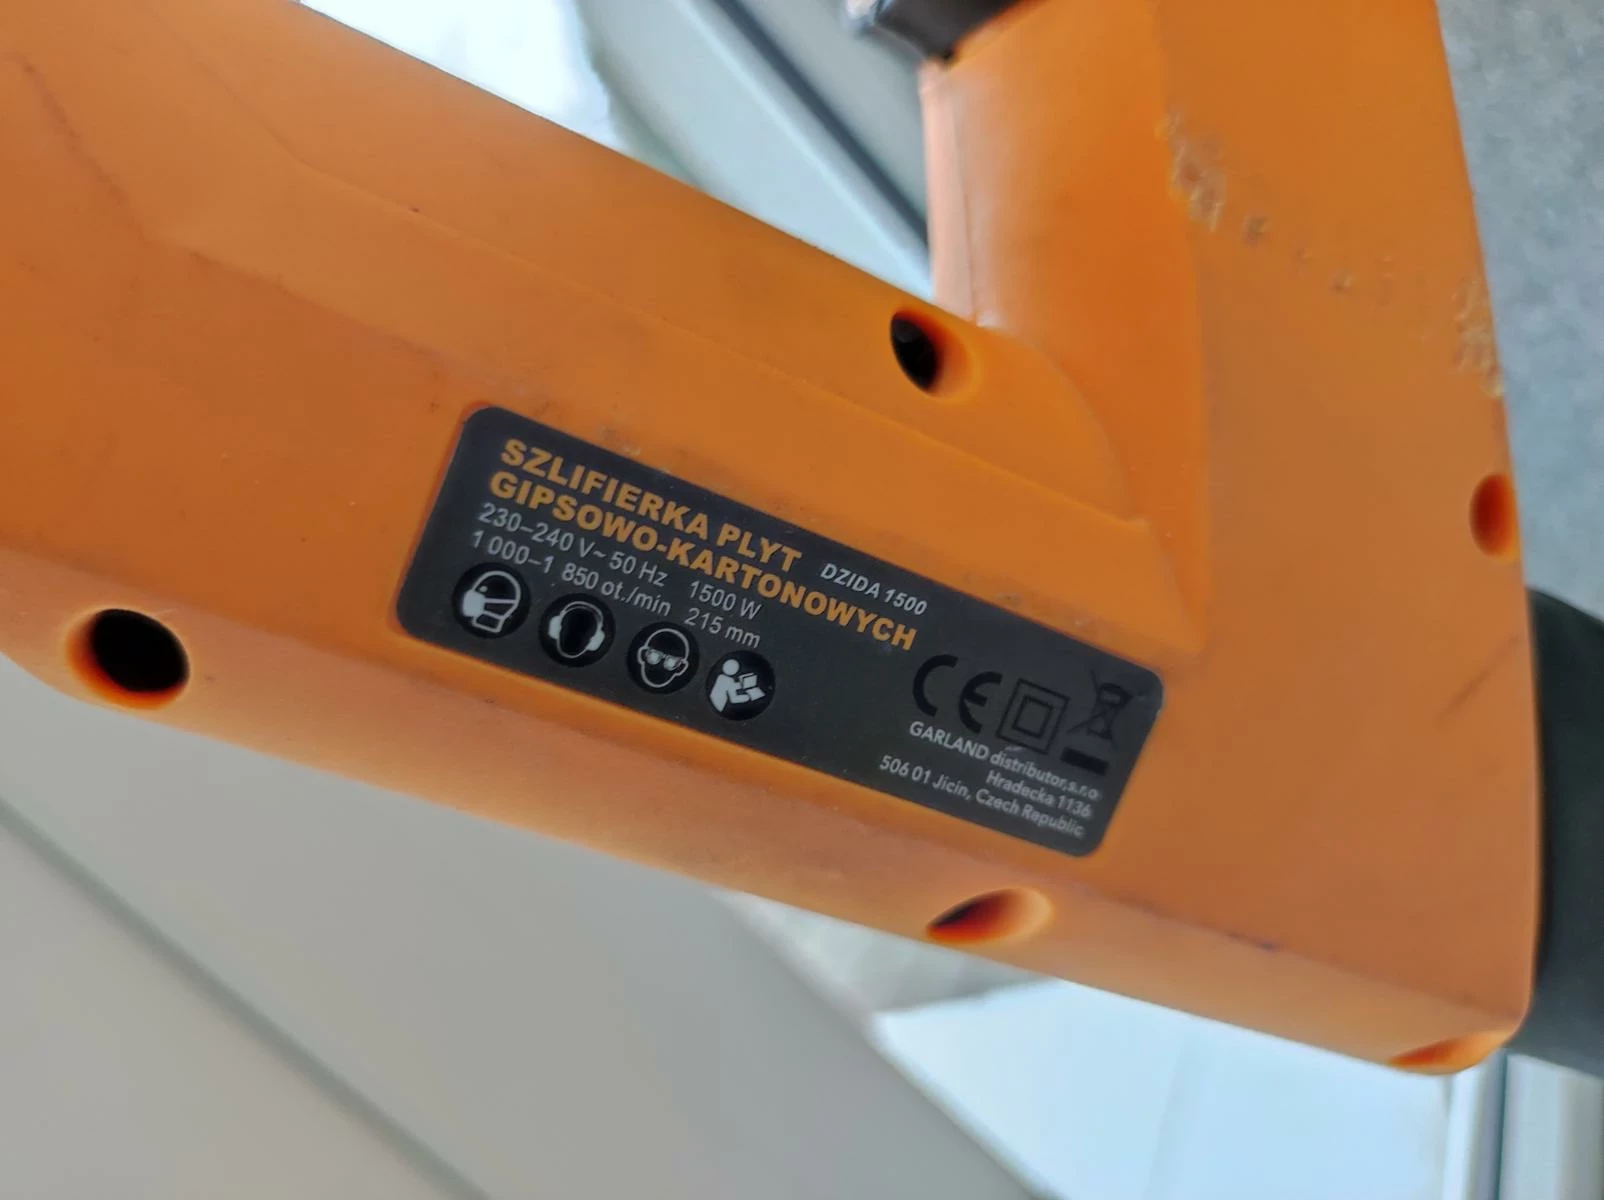 SZLIFIERKA PLYT
GIPSOWO-KARTONOWYCH
DZIDA 1500
230–240 V~ 50 Hz 1500 W
1 000–1 850 ot./min 215 mm
CE
GARLAND distributor, s.r.o.
Hradecka 1136
506 01 Jicin, Czech Republic